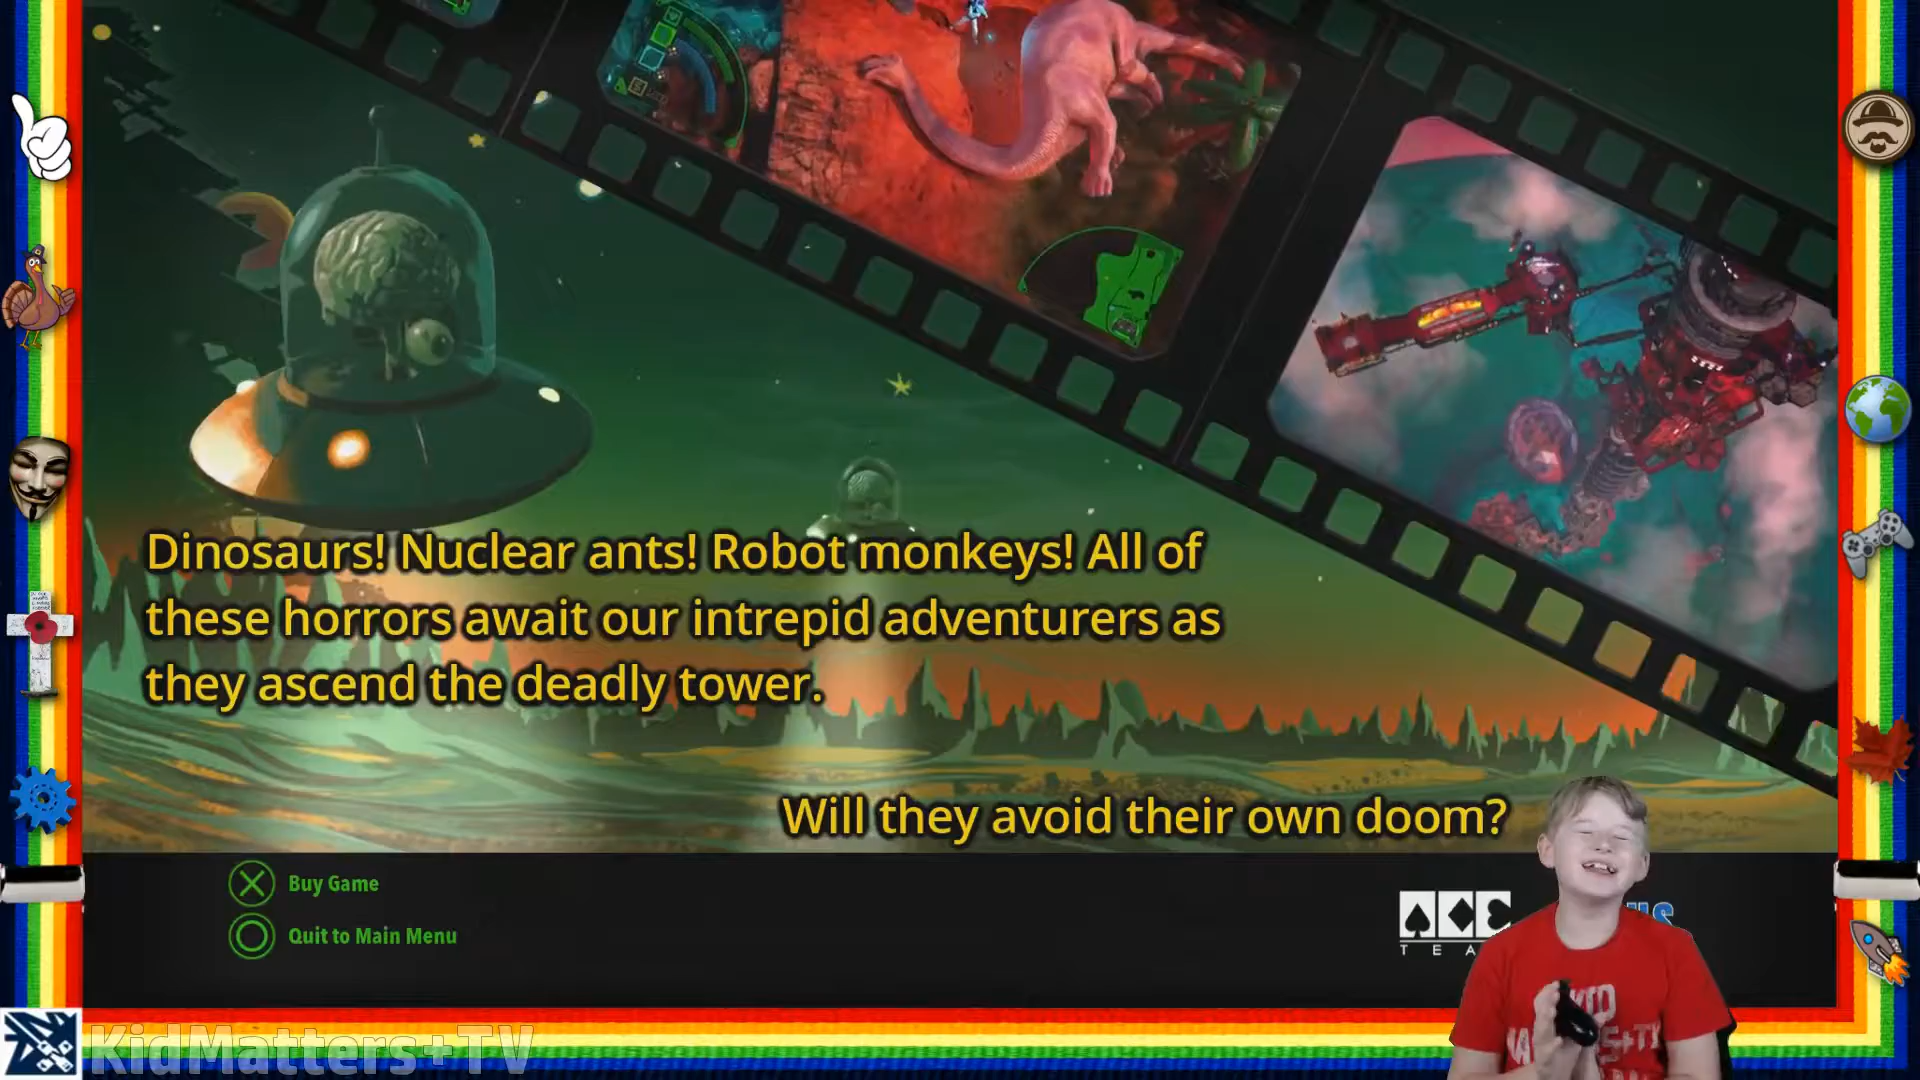 Dinosaurs! Nuclear ants! Robot monkeys! All of
these horrors await our intrepid adventurers as
they ascend the deadly tower.
Will they avoid their own doom?
Buy Game
Quit to Main Menu
KidMatters+TV